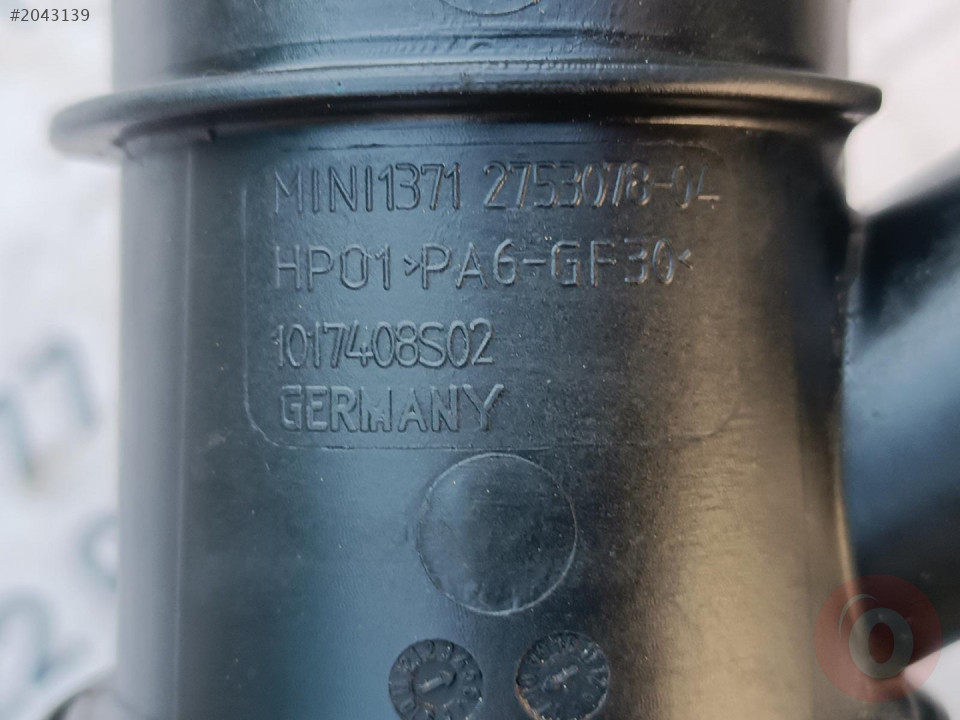 #2043139
MINI1371 2753078-04
HP01 >PA6-GF30<
1017408S02
GERMANY